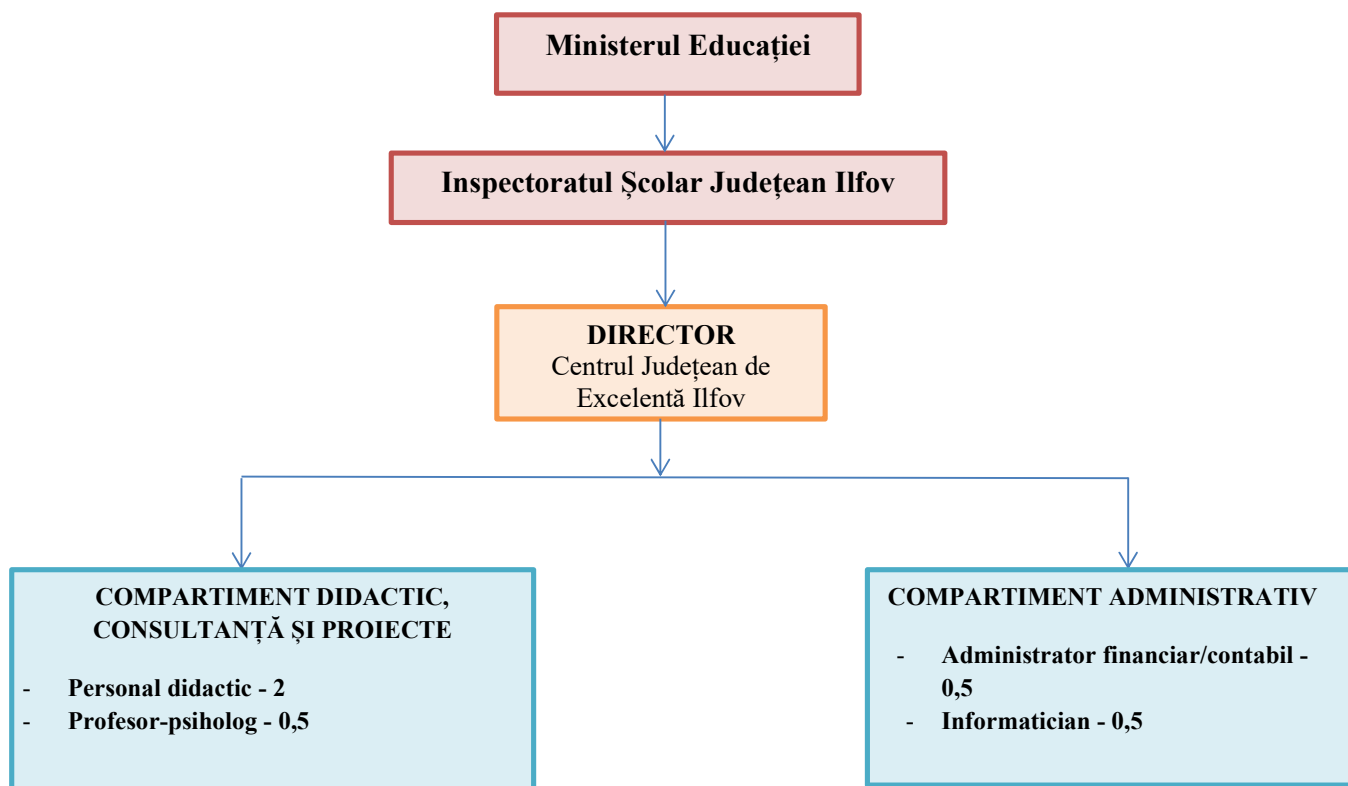 Ministerul Educației
Inspectoratul Școlar Județean Ilfov
DIRECTOR
Centrul Județean de
Excelentă Ilfov
COMPARTIMENT DIDACTIC,
CONSULTANȚĂ ȘI PROIECTE
- Personal didactic - 2
- Profesor-psiholog - 0,5
COMPARTIMENT ADMINISTRATIV
- Administrator financiar/contabil -
0,5
- Informatician - 0,5